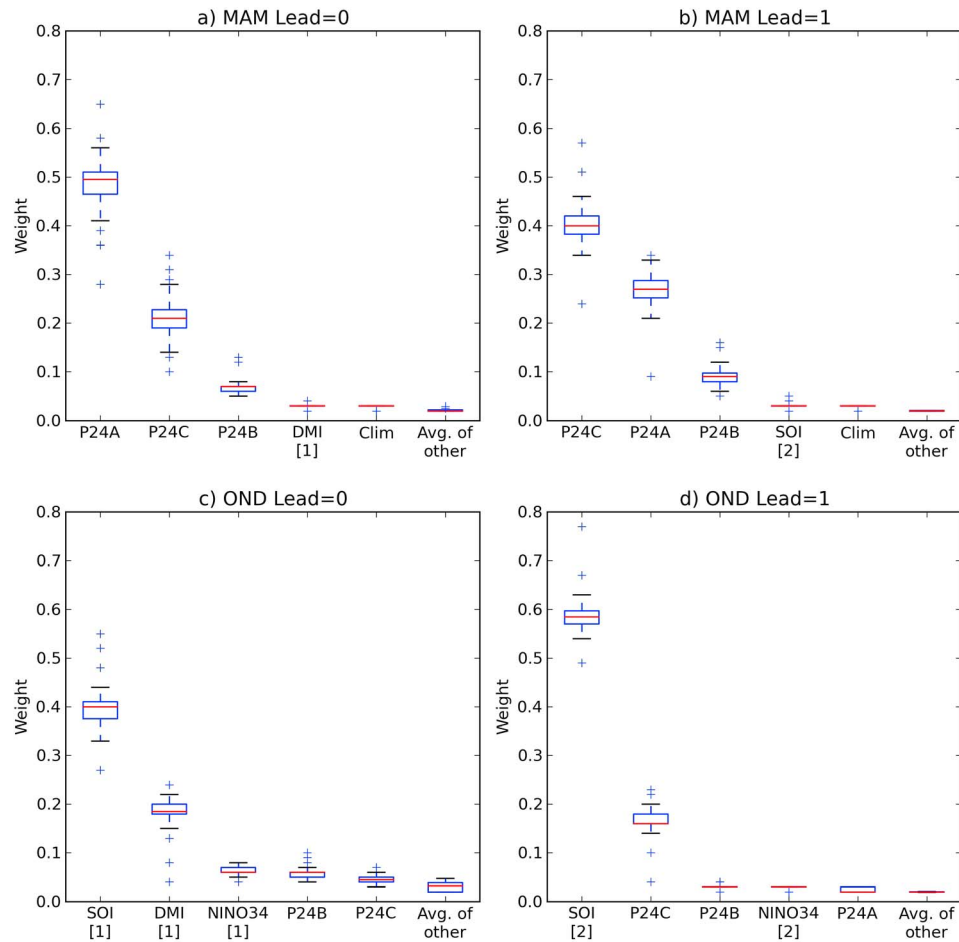 a) MAM Lead=0
0.8
0.7
0.6
0.5
0.4
0.3
0.2
0.1
0.0
Weight
P24A P24C P24B DMI Clim Avg. of
[1] other
b) MAM Lead=1
0.8
0.7
0.6
0.5
0.4
0.3
0.2
0.1
0.0
Weight
P24C P24A P24B SOI Clim Avg. of
[2] other
c) OND Lead=0
0.8
0.7
0.6
0.5
0.4
0.3
0.2
0.1
0.0
Weight
SOI DMI NINO34 P24B P24C Avg. of
[1] [1] [1] other
d) OND Lead=1
0.8
0.7
0.6
0.5
0.4
0.3
0.2
0.1
0.0
Weight
SOI P24C P24B NINO34 P24A Avg. of
[2] [2] other